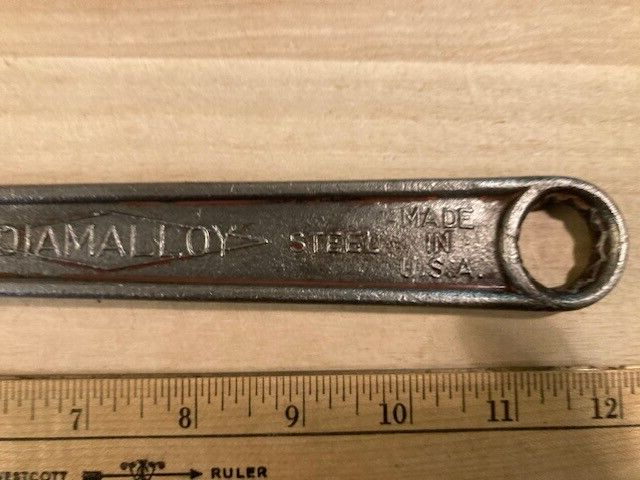 DIAMALLOY
STEEL
MADE
IN
U.S.A.
7 8 9 10 11 12
WESTCOTT RULER